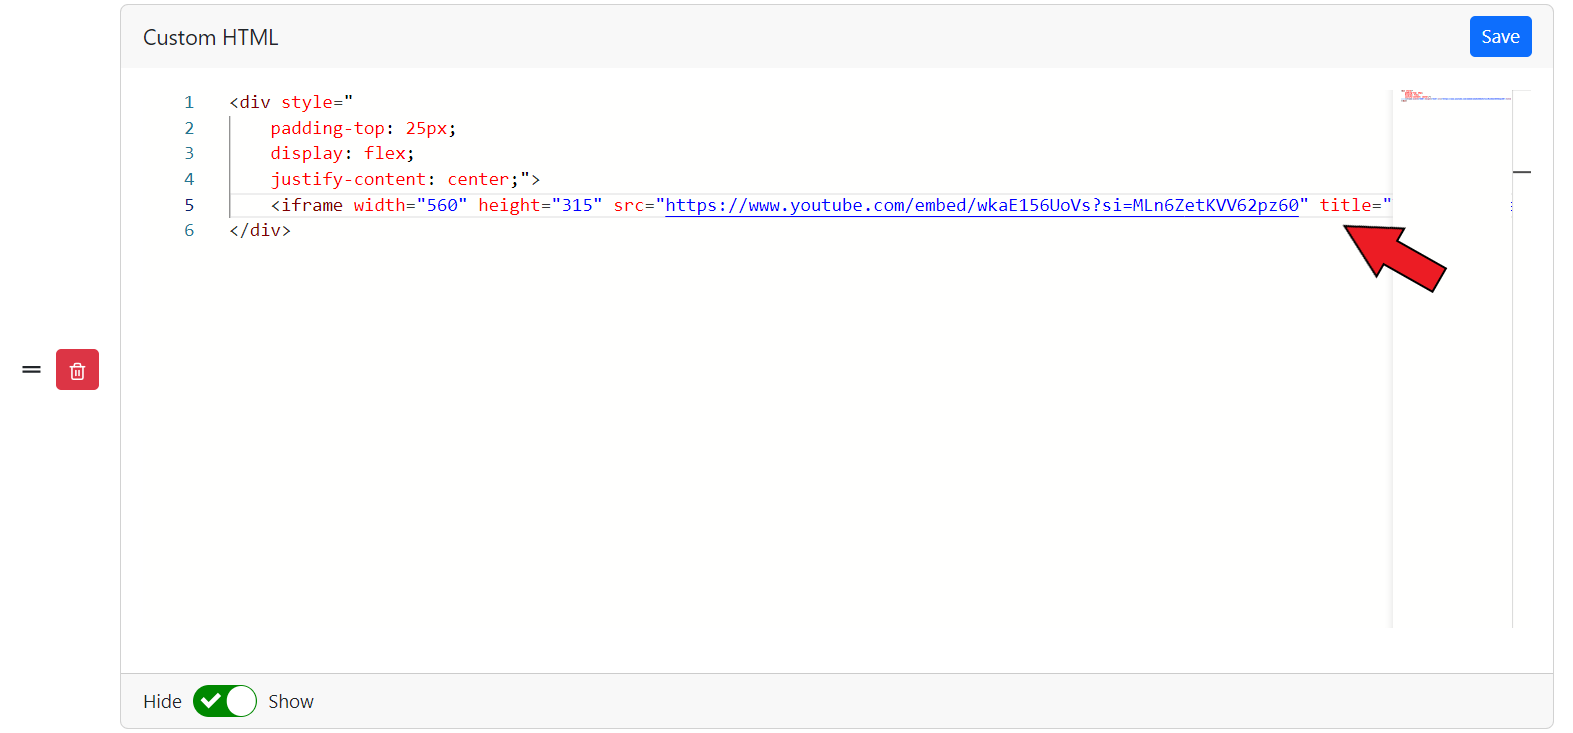 Custom HTML
Save
1 <div style="
2 padding-top: 25px;
3 display: flex;
4 justify-content: center;">
5 <iframe width="560" height="315" src="https://www.youtube.com/embed/wkaE156UoVs?si=MLn6ZetKVV62pz60" title="
6 </div>
Hide Show